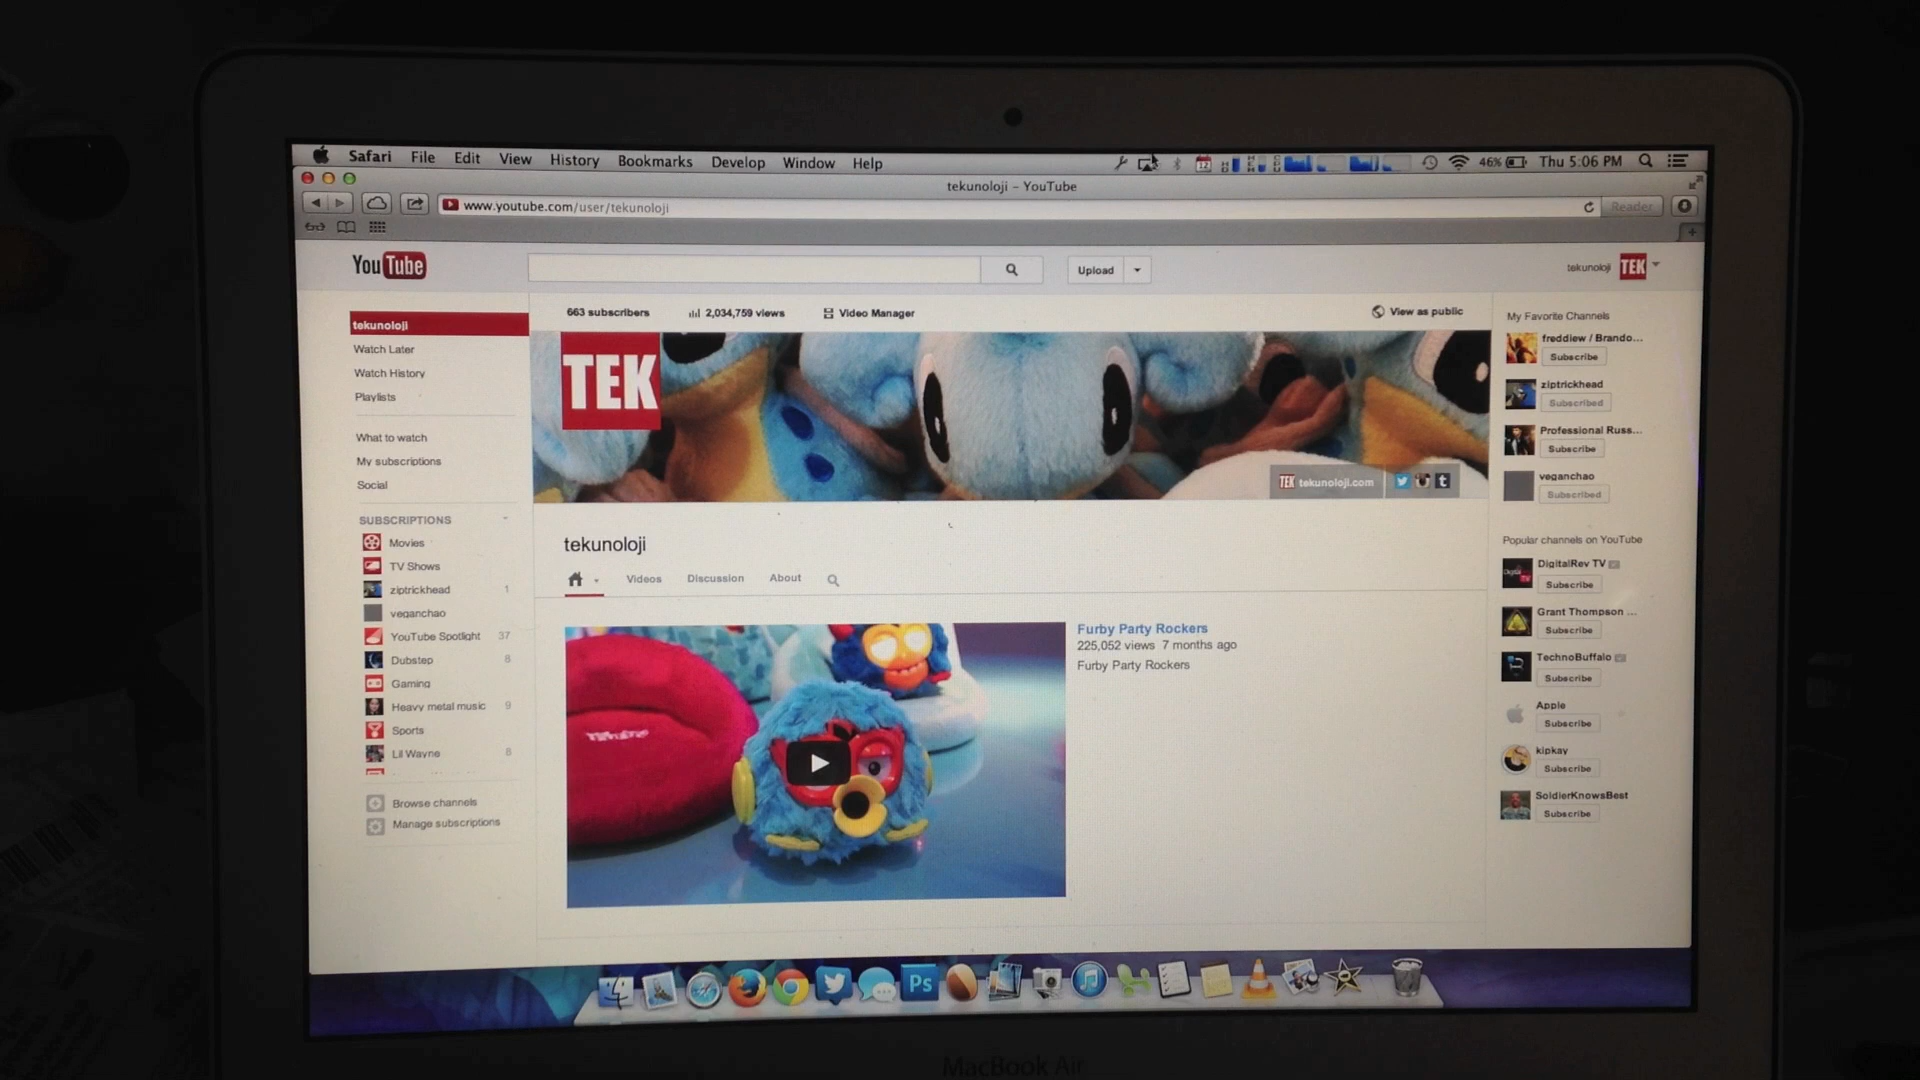 Safari File Edit View History Bookmarks Develop Window Help 46% Thu 5:06 PM
tekunoloji – YouTube
www.youtube.com/user/tekunoloji Reader
YouTube Upload tekunoloji TEK
663 subscribers 2,034,759 views Video Manager View as public
tekunoloji
Watch Later
Watch History
Playlists
What to watch
My subscriptions
Social
SUBSCRIPTIONS
Movies
TV Shows
ziptrickhead 1
veganchao
YouTube Spotlight 37
Dubstep 8
Gaming
Heavy metal music 9
Sports
Lil Wayne 8
Browse channels
Manage subscriptions
TEK
TEK tekunoloji.com
tekunoloji
Videos Discussion About
Furby Party Rockers
225,052 views 7 months ago
Furby Party Rockers
My Favorite Channels
freddiew / Brando...
Subscribe
ziptrickhead
Subscribed
Professional Russ...
Subscribe
veganchao
Subscribed
Popular channels on YouTube
DigitalRev TV
Subscribe
Grant Thompson ...
Subscribe
TechnoBuffalo
Subscribe
Apple
Subscribe
kipkay
Subscribe
SoldierKnowsBest
Subscribe
Ps
MacBook Air